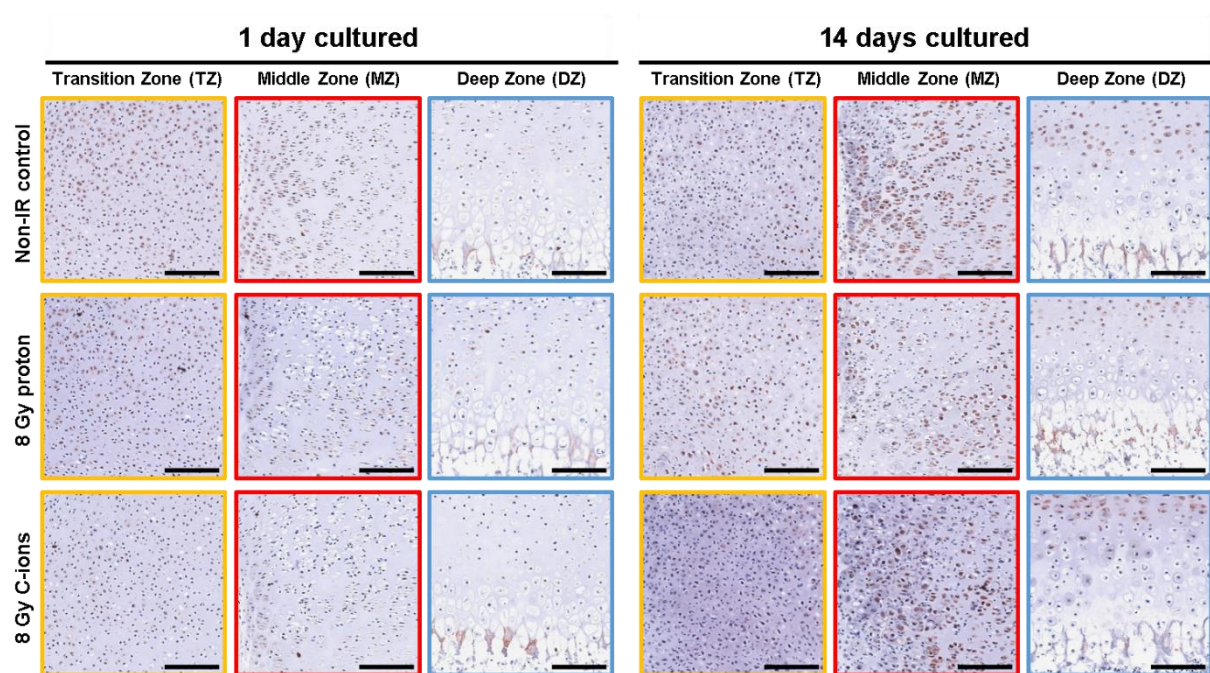 1 day cultured
14 days cultured
Transition Zone (TZ) Middle Zone (MZ) Deep Zone (DZ)
Transition Zone (TZ) Middle Zone (MZ) Deep Zone (DZ)
Non-IR control
8 Gy proton
8 Gy C-ions